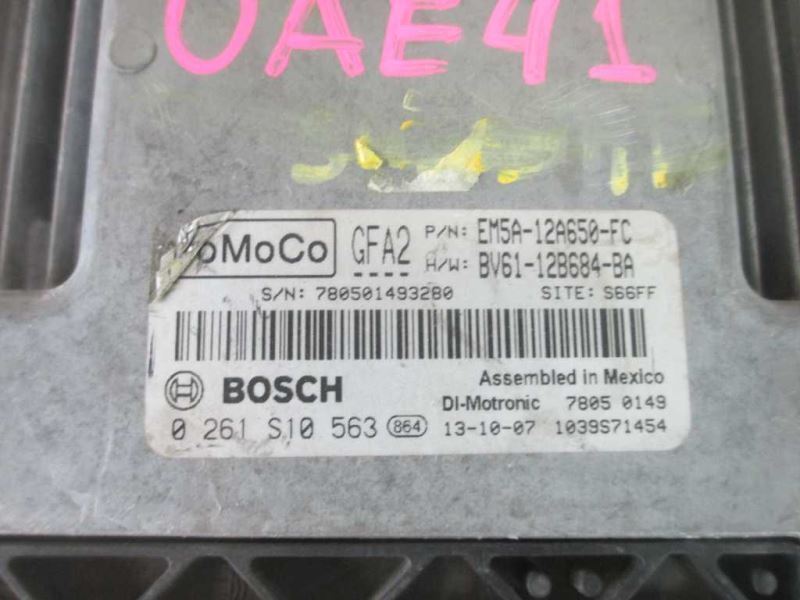 OAE41
FoMoCo GFA2 P/N: EM5A-12A650-FC
H/W: BV61-12B684-BA
S/N: 780501493280 SITE: S66FF
BOSCH Assembled in Mexico
DI-Motronic 7805 0149
0 261 S10 563 864 13-10-07 1039S71454